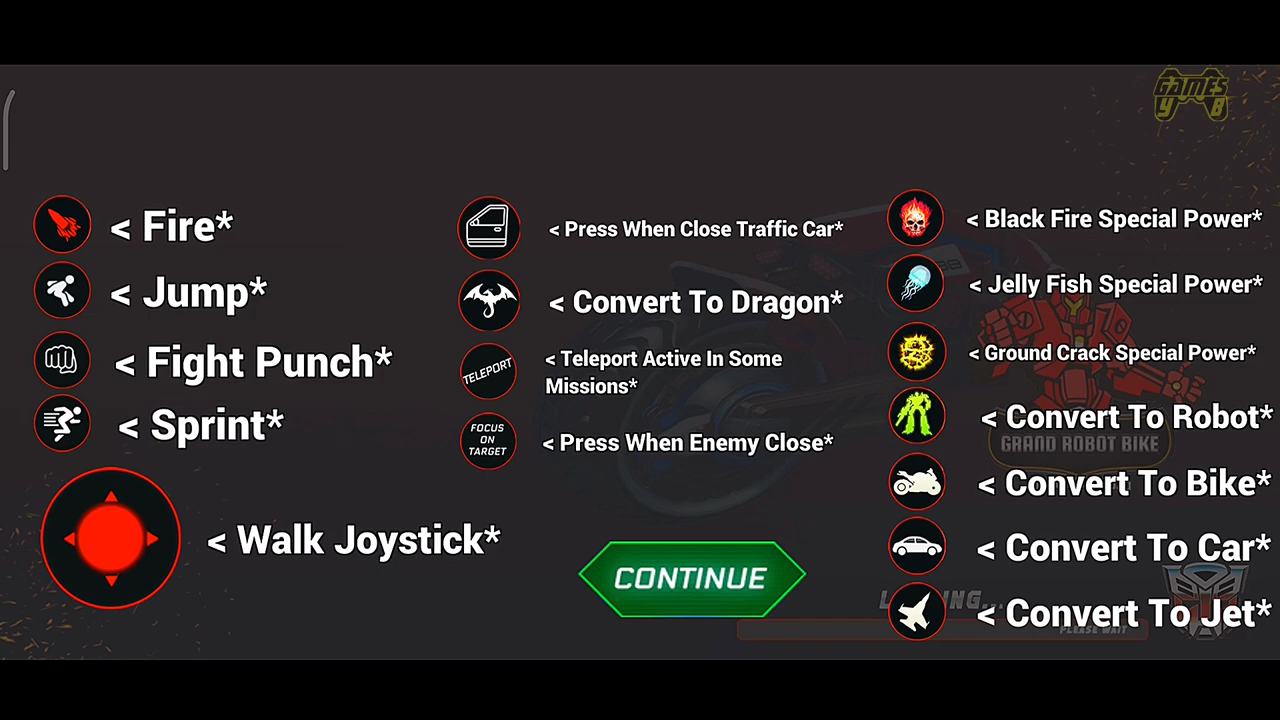 GAMES
Y B
< Fire*
< Jump*
< Fight Punch*
< Sprint*
< Walk Joystick*
< Press When Close Traffic Car*
< Convert To Dragon*
TELEPORT
< Teleport Active In Some
Missions*
FOCUS
ON
TARGET
< Press When Enemy Close*
CONTINUE
< Black Fire Special Power*
< Jelly Fish Special Power*
< Ground Crack Special Power*
< Convert To Robot*
GRAND ROBOT BIKE
< Convert To Bike*
< Convert To Car*
< Convert To Jet*
PLEASE WAIT